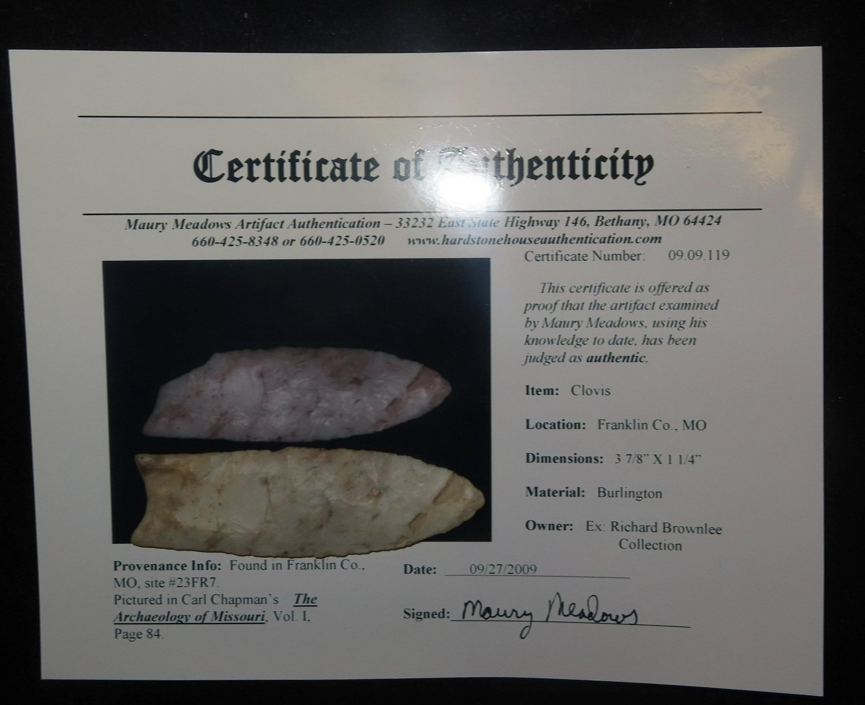 Certificate of Authenticity
Maury Meadows Artifact Authentication – 33232 East State Highway 146, Bethany, MO 64424
660-425-8348 or 660-425-0520 www.hardstonehouseauthentication.com
Certificate Number: 09.09.119
This certificate is offered as
proof that the artifact examined
by Maury Meadows, using his
knowledge to date, has been
judged as authentic.
Item: Clovis
Location: Franklin Co., MO
Dimensions: 3 7/8” X 1 1/4”
Material: Burlington
Owner: Ex: Richard Brownlee
Collection
Provenance Info: Found in Franklin Co.,
MO, site #23FR7.
Pictured in Carl Chapman's The
Archaeology of Missouri, Vol. I,
Page 84.
Date: 09/27/2009
Signed: Maury Meadows